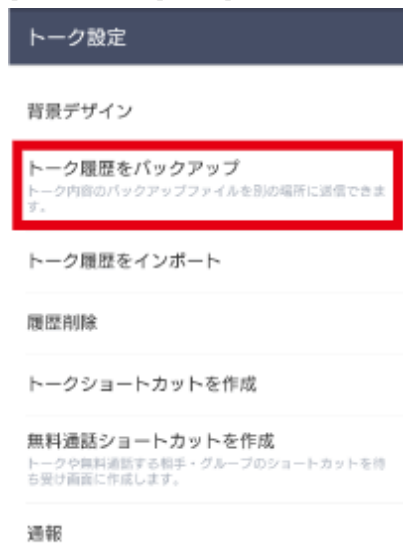 トーク設定
背景デザイン
トーク履歴をバックアップ
トーク内容のバックアップファイルを別の場所に送信できま
す。
トーク履歴をインポート
履歴削除
トークショートカットを作成
無料通話ショートカットを作成
トークや無料通話する相手・グループのショートカットを待
ち受け画面に作成します。
通報